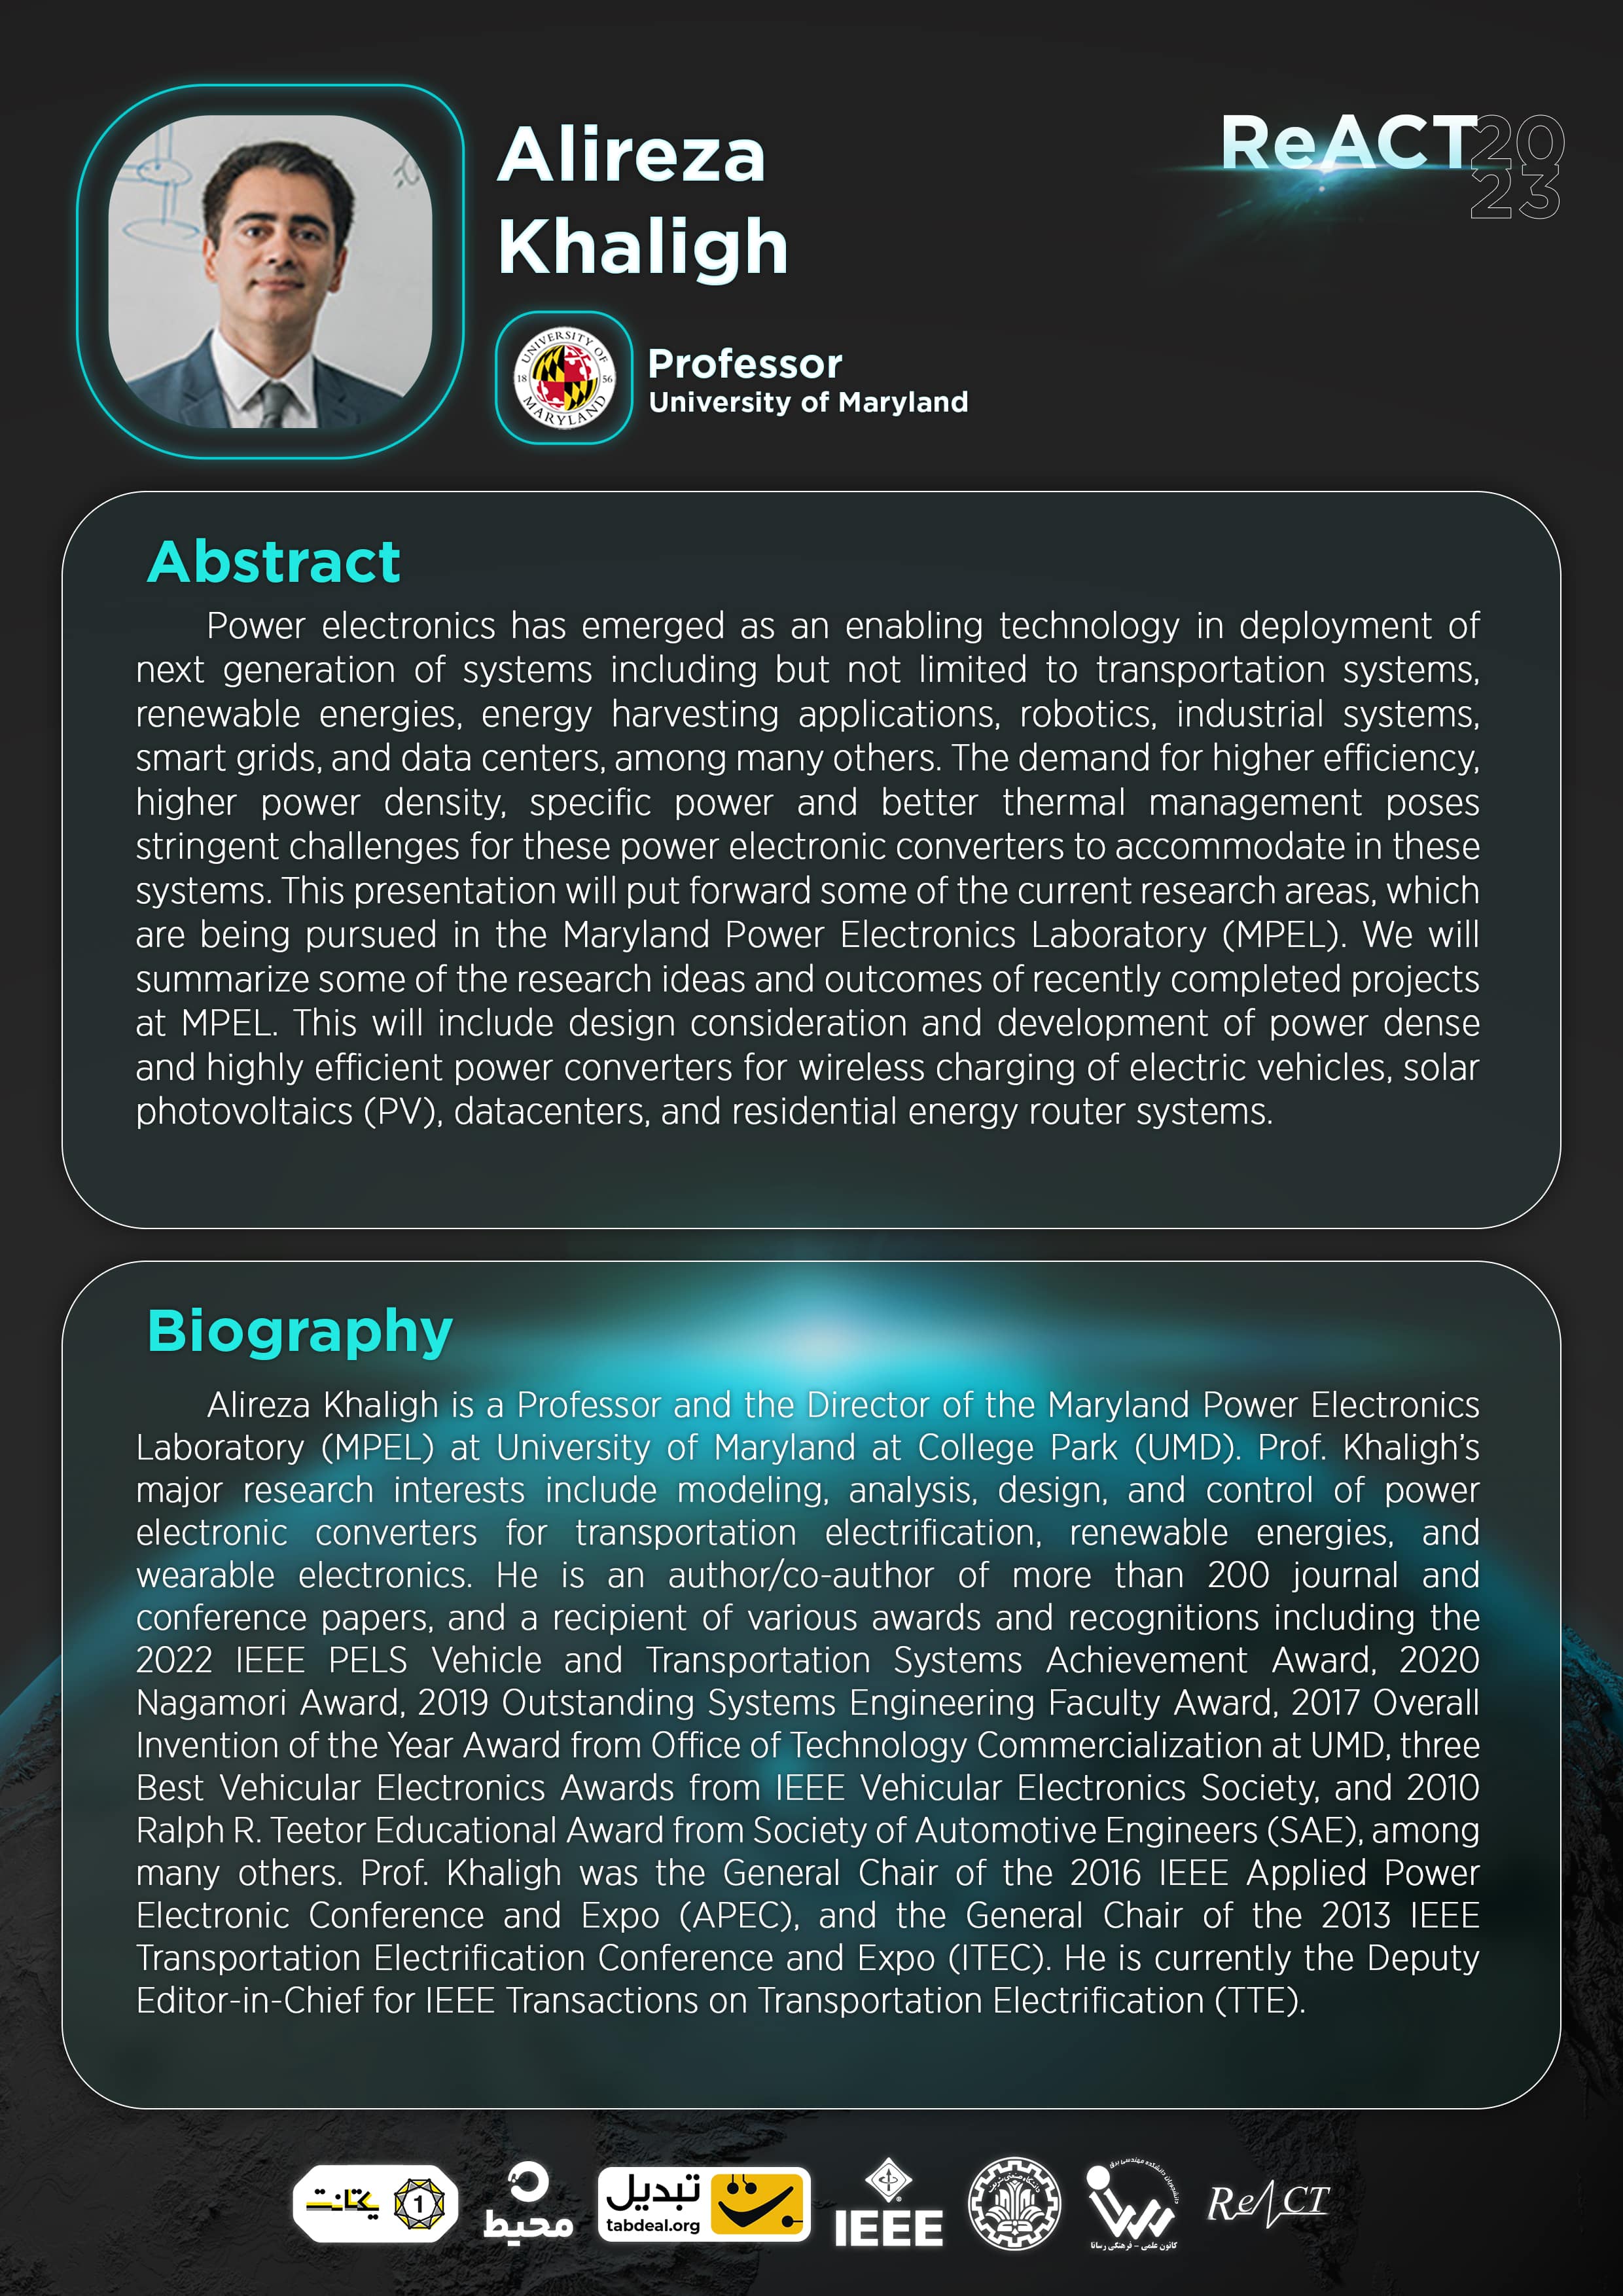 Alireza
Khaligh
ReACT
20
23
UNIVERSITY OF
18 56
MARYLAND
Professor
University of Maryland
Abstract
Power electronics has emerged as an enabling technology in deployment of
next generation of systems including but not limited to transportation systems,
renewable energies, energy harvesting applications, robotics, industrial systems,
smart grids, and data centers, among many others. The demand for higher efficiency,
higher power density, specific power and better thermal management poses
stringent challenges for these power electronic converters to accommodate in these
systems. This presentation will put forward some of the current research areas, which
are being pursued in the Maryland Power Electronics Laboratory (MPEL). We will
summarize some of the research ideas and outcomes of recently completed projects
at MPEL. This will include design consideration and development of power dense
and highly efficient power converters for wireless charging of electric vehicles, solar
photovoltaics (PV), datacenters, and residential energy router systems.
Biography
Alireza Khaligh is a Professor and the Director of the Maryland Power Electronics
Laboratory (MPEL) at University of Maryland at College Park (UMD). Prof. Khaligh’s
major research interests include modeling, analysis, design, and control of power
electronic converters for transportation electrification, renewable energies, and
wearable electronics. He is an author/co-author of more than 200 journal and
conference papers, and a recipient of various awards and recognitions including the
2022 IEEE PELS Vehicle and Transportation Systems Achievement Award, 2020
Nagamori Award, 2019 Outstanding Systems Engineering Faculty Award, 2017 Overall
Invention of the Year Award from Office of Technology Commercialization at UMD, three
Best Vehicular Electronics Awards from IEEE Vehicular Electronics Society, and 2010
Ralph R. Teetor Educational Award from Society of Automotive Engineers (SAE), among
many others. Prof. Khaligh was the General Chair of the 2016 IEEE Applied Power
Electronic Conference and Expo (APEC), and the General Chair of the 2013 IEEE
Transportation Electrification Conference and Expo (ITEC). He is currently the Deputy
Editor-in-Chief for IEEE Transactions on Transportation Electrification (TTE).
یکتانت
1
محیط
تبدیل
tabdeal.org
IEEE
دانشگاه صنعتی شریف
دانشجویان دانشکده مهندسی برق
رسانا
کانون علمی - فرهنگی رسانا
ReACT